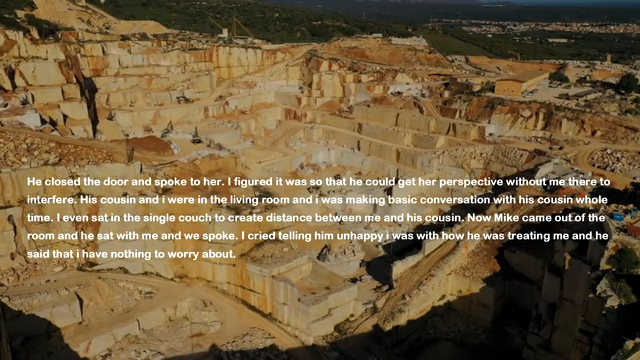 He closed the door and spoke to her. I figured it was so that he could get her perspective without me there to
interfere. His cousin and i were in the living room and i was making basic conversation with his cousin whole
time. I even sat in the single couch to create distance between me and his cousin. Now Mike came out of the
room and he sat with me and we spoke. I cried telling him unhappy i was with how he was treating me and he
said that i have nothing to worry about.